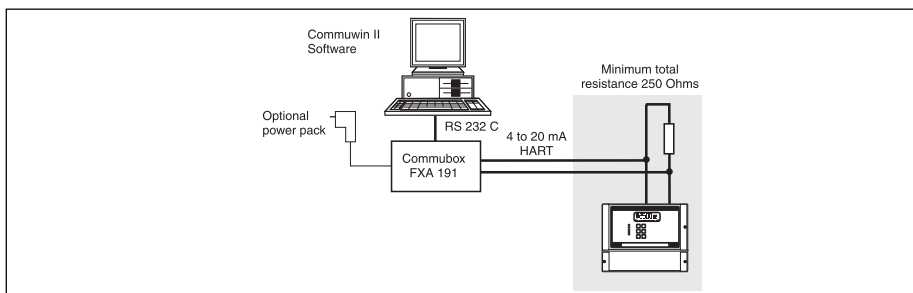 Commuwin II
Software
Minimum total
resistance 250 Ohms
Optional
power pack
RS 232 C
4 to 20 mA
HART
Commubox
FXA 191